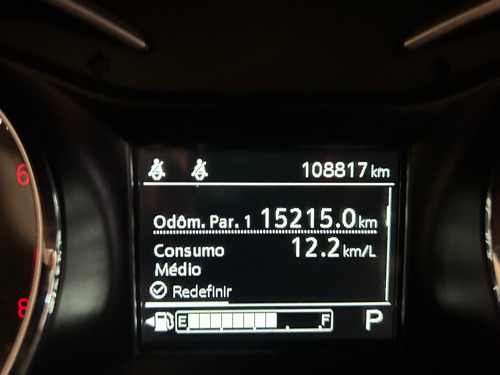 108817 km
Odôm. Par. 1 15215.0 km
Consumo 12.2 km/L
Médio
Redefinir
E F P
6
8